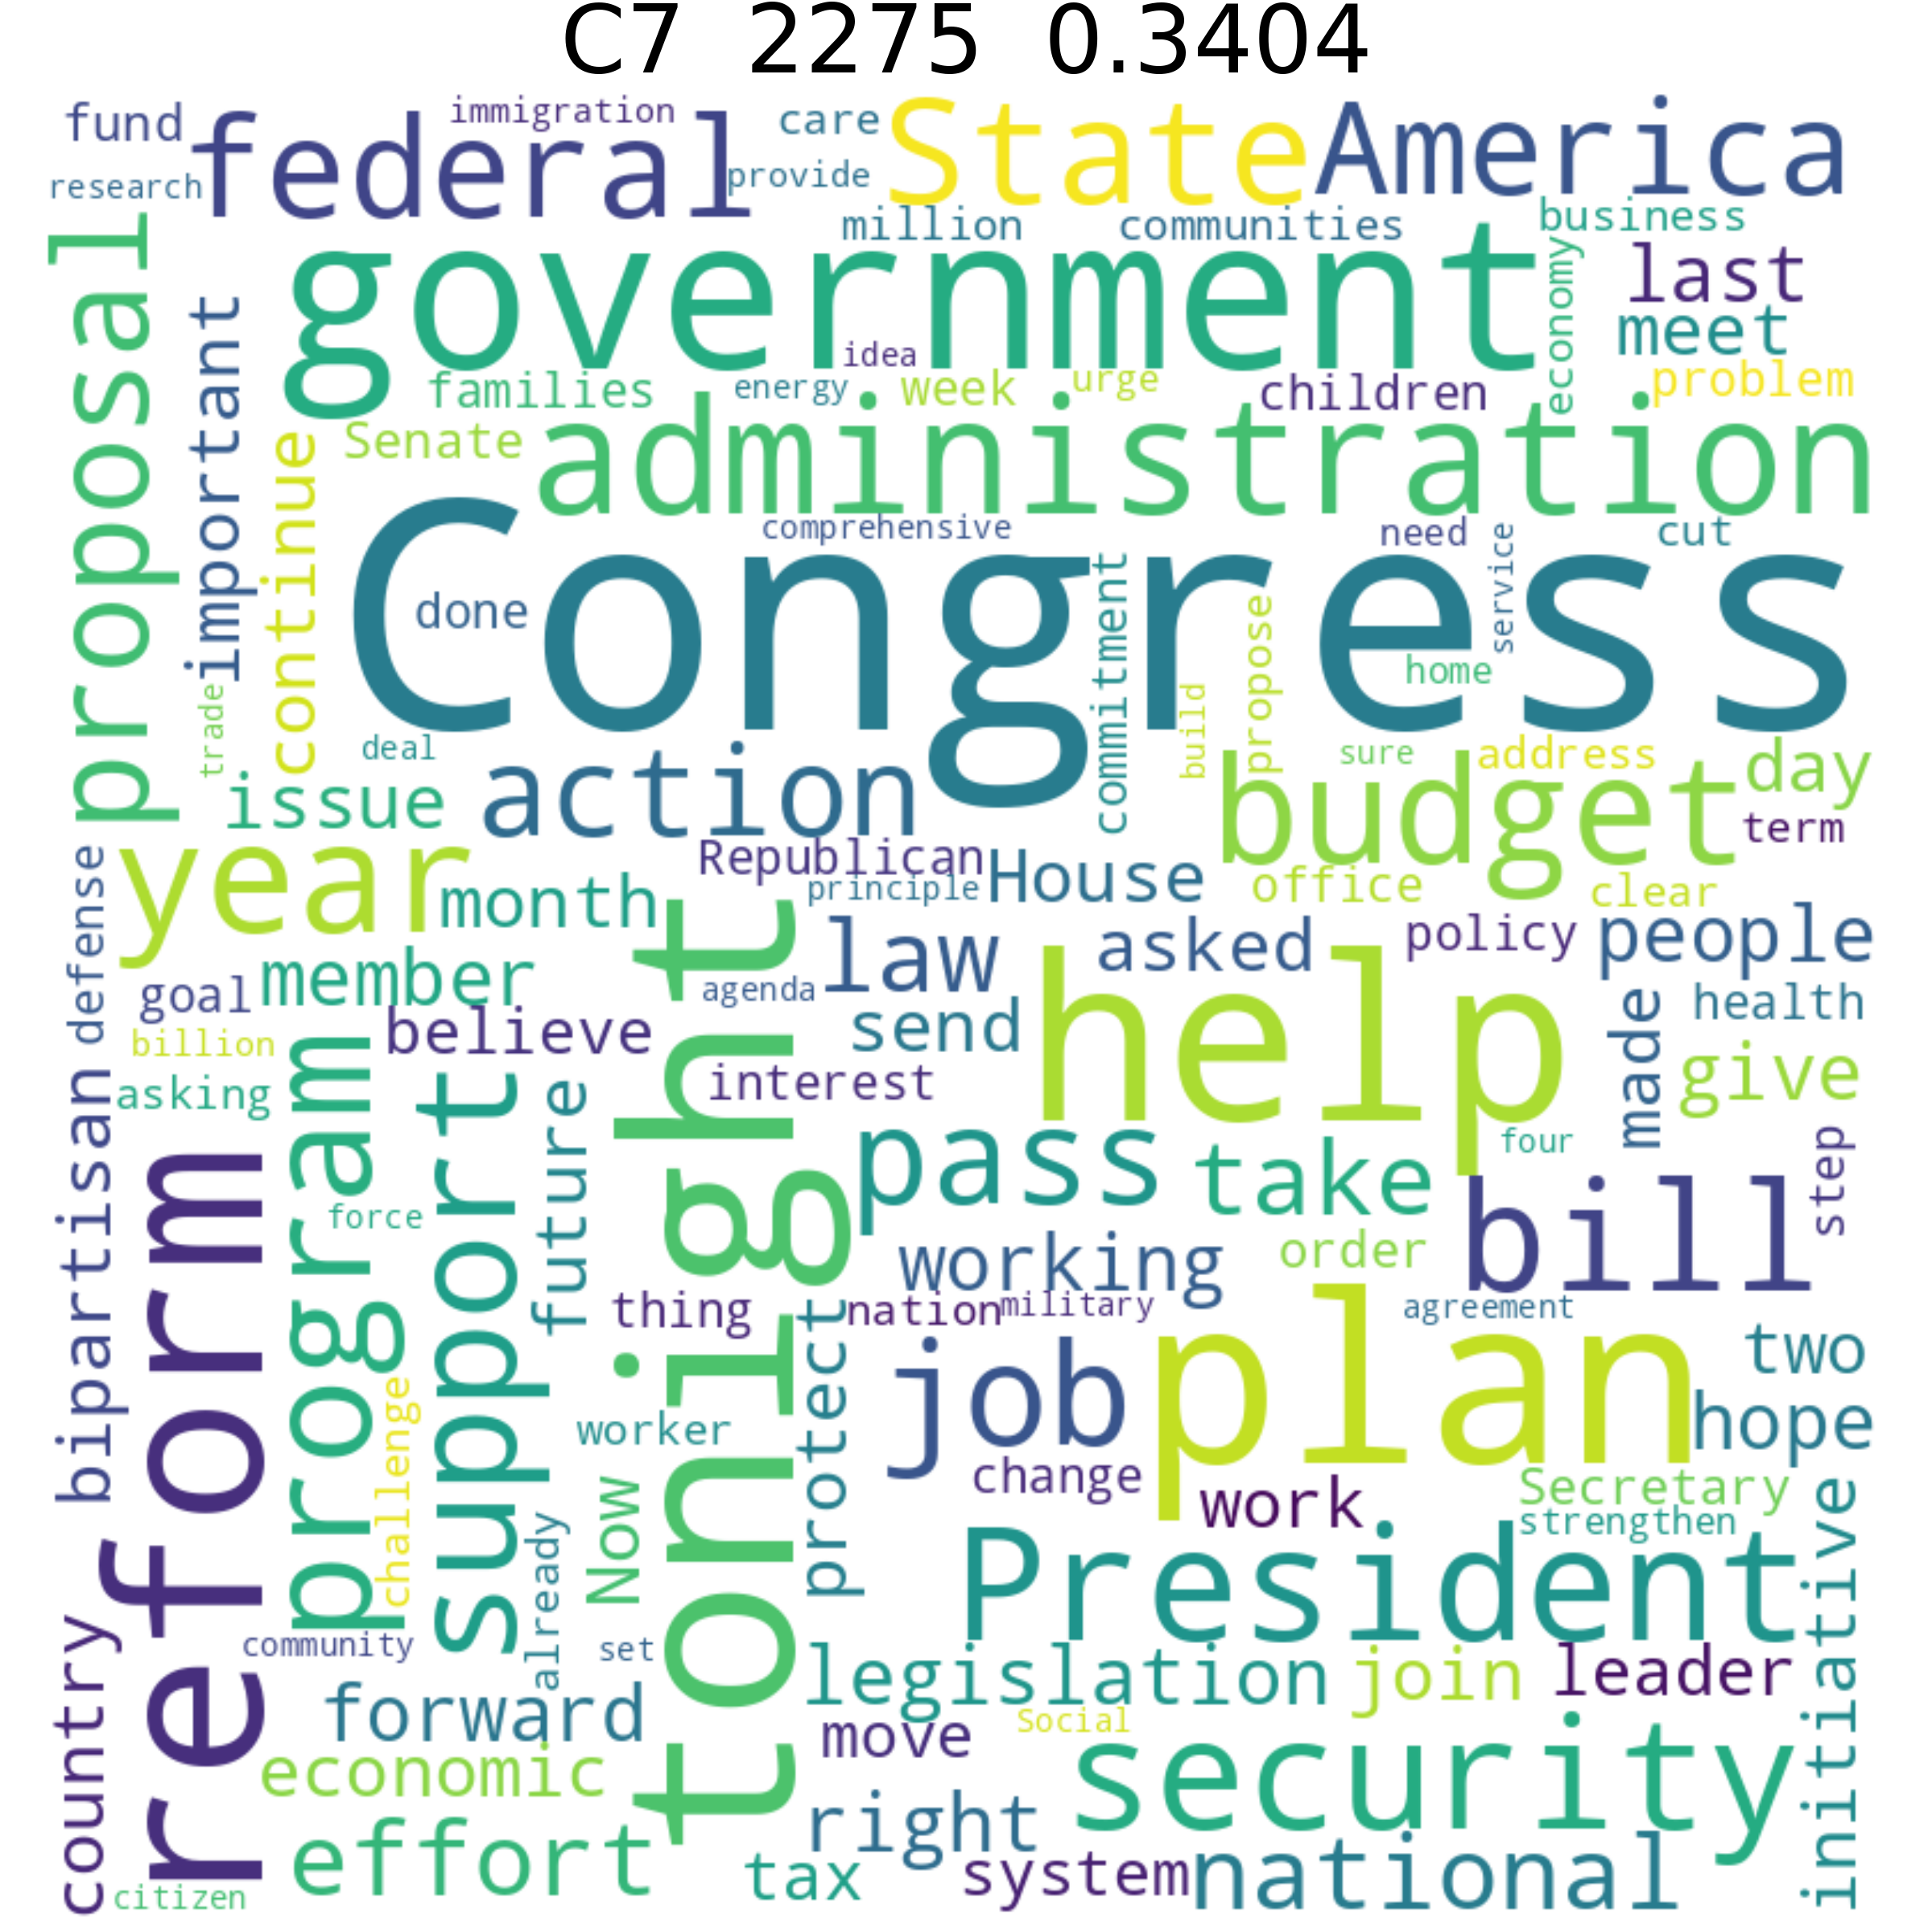 C7 2275 0.3404
fund
immigration
care
State
America
federal
research
provide
million
communities
business
proposal
government
last
economy
meet
important
idea
families
energy
week
urge
children
problem
Senate
administration
continue
comprehensive
need
service
cut
Congress
done
commitment
propose
home
trade
build
deal
sure
address
day
issue
action
budget
term
year
Republican
month
principle
House
office
clear
defense
law
asked
policy
people
member
goal
agenda
tonight
help
made
health
believe
send
billion
asking
program
interest
give
bipartisan
support
future
pass
take
four
step
reform
force
working
order
bill
thing
nation
military
agreement
protect
job
plan
two
challenge
worker
hope
change
Now
work
Secretary
strengthen
initiative
already
President
country
community
set
legislation
join
leader
forward
move
Social
security
economic
right
effort
tax
system
national
citizen